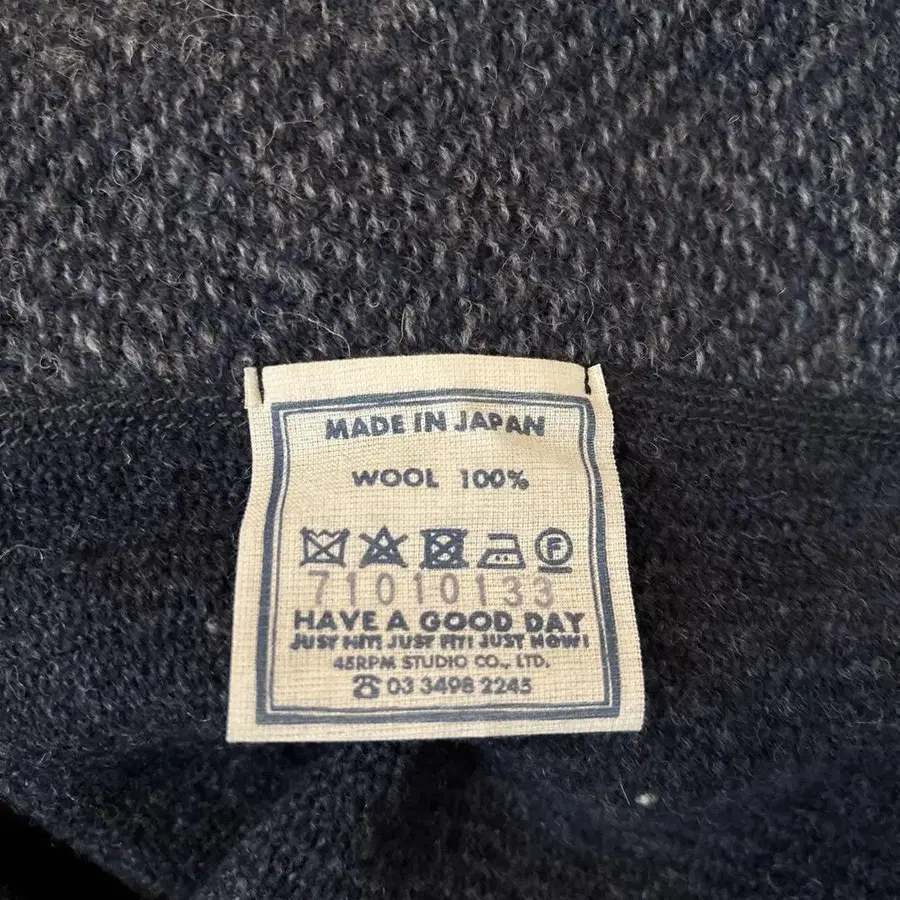 MADE IN JAPAN
WOOL 100%
F
71010133
HAVE A GOOD DAY
JUST HIT! JUST FIT! JUST NOW!
45RPM STUDIO CO., LTD.
☎ 03 3498 2245